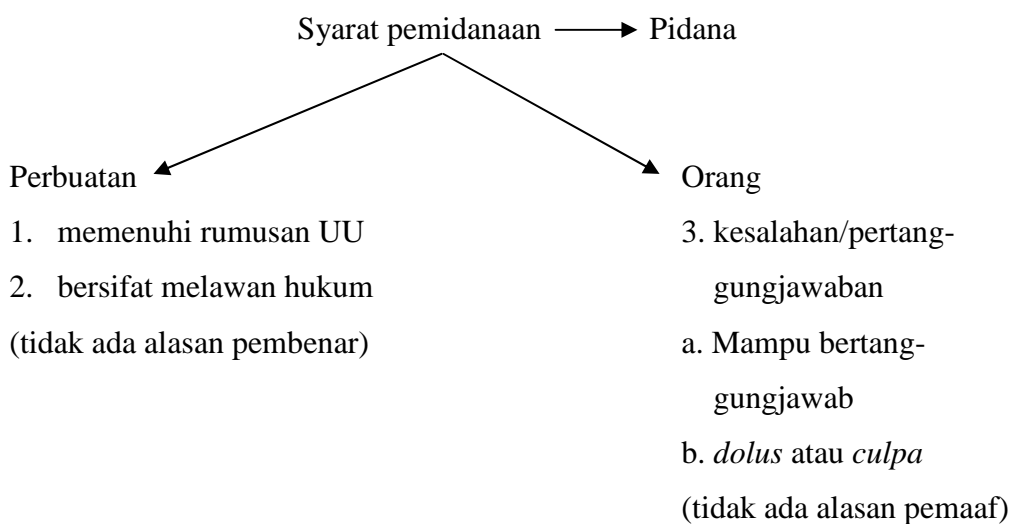 Syarat pemidanaan → Pidana
Perbuatan
1. memenuhi rumusan UU
2. bersifat melawan hukum
(tidak ada alasan pembenar)
Orang
3. kesalahan/pertang-
gungjawaban
a. Mampu bertang-
gungjawab
b. dolus atau culpa
(tidak ada alasan pemaaf)